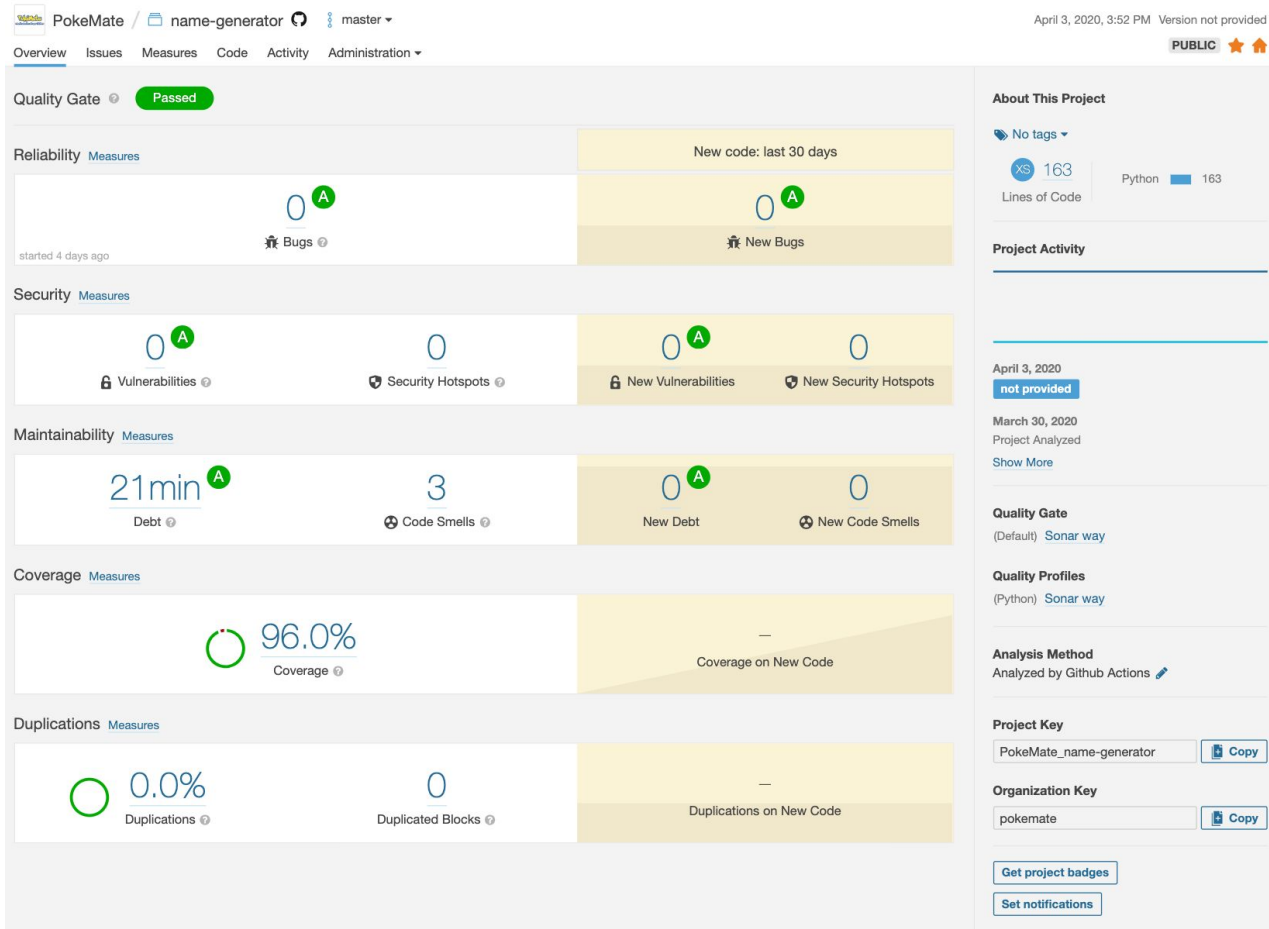 PokeMate / name-generator master
April 3, 2020, 3:52 PM Version not provided
Overview Issues Measures Code Activity Administration
PUBLIC
Quality Gate Passed
New code: last 30 days
Reliability Measures
0 A
Bugs
started 4 days ago
0 A
New Bugs
Security Measures
0 A
Vulnerabilities
0
Security Hotspots
0 A
New Vulnerabilities
0
New Security Hotspots
Maintainability Measures
21min A
Debt
3
Code Smells
0 A
New Debt
0
New Code Smells
Coverage Measures
96.0%
Coverage
—
Coverage on New Code
Duplications Measures
0.0%
Duplications
0
Duplicated Blocks
—
Duplications on New Code
About This Project
No tags
XS 163
Lines of Code
Python 163
Project Activity
April 3, 2020
not provided
March 30, 2020
Project Analyzed
Show More
Quality Gate
(Default) Sonar way
Quality Profiles
(Python) Sonar way
Analysis Method
Analyzed by Github Actions
Project Key
PokeMate_name-generator Copy
Organization Key
pokemate Copy
Get project badges
Set notifications